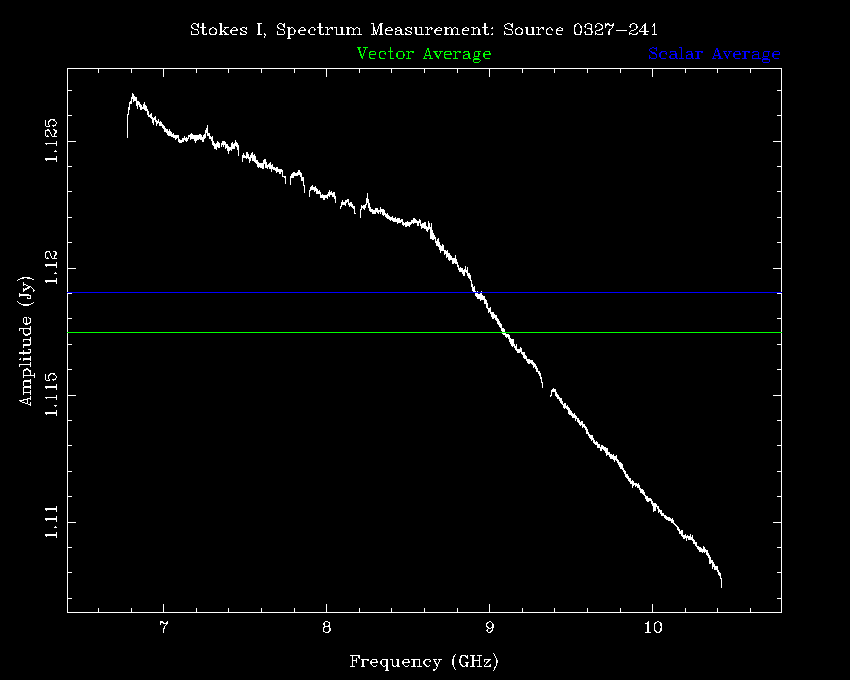 Stokes I, Spectrum Measurement: Source 0327−241
Vector Average Scalar Average
1.125
1.12
1.115
1.11
Amplitude (Jy)
7 8 9 10
Frequency (GHz)